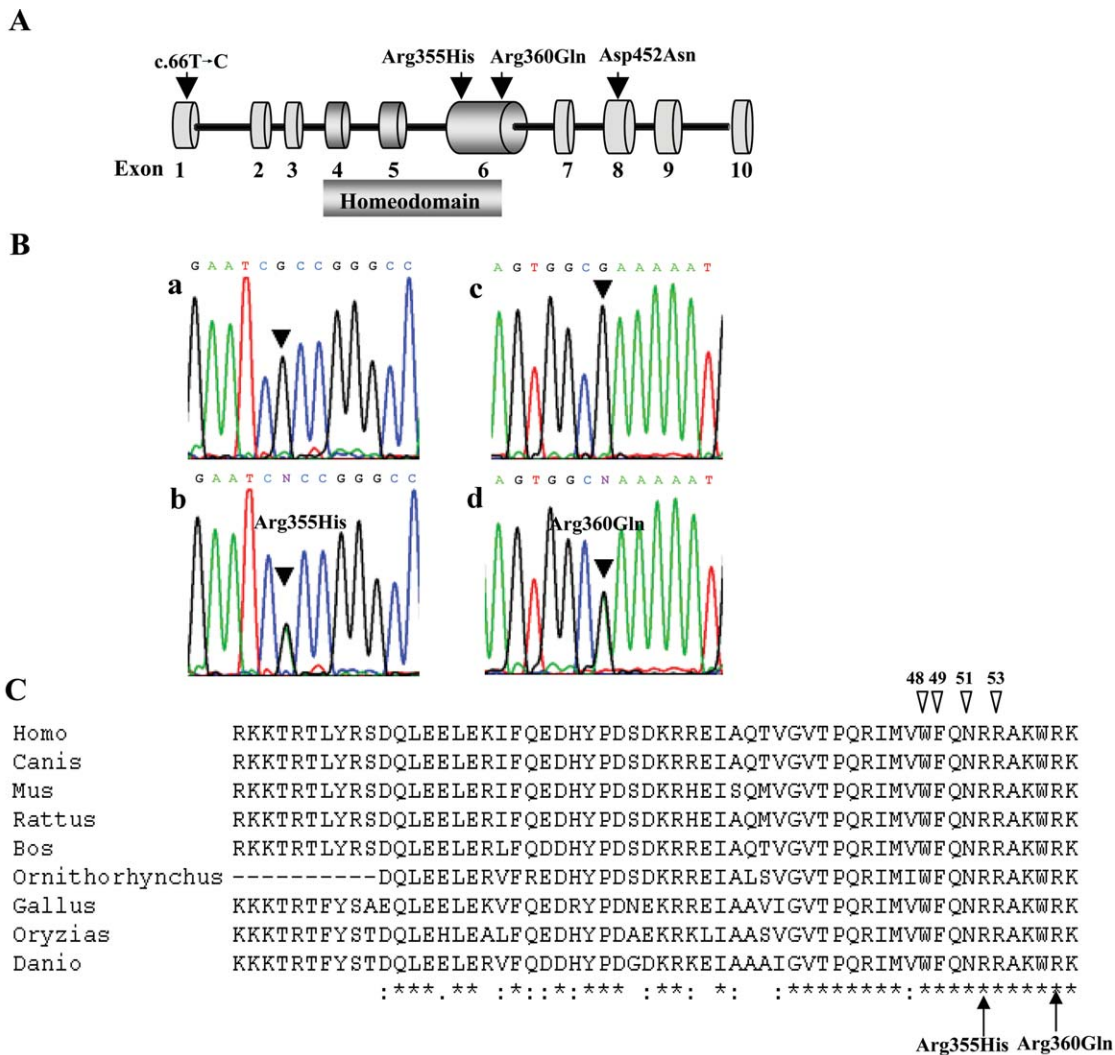 A
c.66T→C
Arg355His Arg360Gln Asp452Asn
Exon 1 2 3 4 5 6 7 8 9 10
Homeodomain
B
a
G A A T C G C C G G G C C
c
A G T G G C G A A A A A T
b
G A A T C N C C G G G C C
Arg355His
d
A G T G G C N A A A A A T
Arg360Gln
C
48 49 51 53
Homo RKKTRTLYRSDQLEELEKIFQEDHYPDSDKRREIAQTVGVTPQRIMVWFQNRRAKWRK
Canis RKKTRTLYRSDQLEELERIFQEDHYPDSDKRREIAQTVGVTPQRIMVWFQNRRAKWRK
Mus RKKTRTLYRSDQLEELERIFQEDHYPDSDKRHEISQMVGVTPQRIMVWFQNRRAKWRK
Rattus RKKTRTLYRSDQLEELERIFQEDHYPDSDKRHEIAQMVGVTPQRIMVWFQNRRAKWRK
Bos RKKTRTLYRSDQLEELERLFQDDHYPDSDKRREIAQTVGVTPQRIMVWFQNRRAKWRK
Ornithorhynchus ----------DQLEELERVFREDHYPDSDKRREIALSVGVTPQRIMIWFQNRRAKWRK
Gallus KKKTRTFYSAEQLEELEKVFQEDRYPDNEKRREIAAVIGVTPQRIMVWFQNRRAKWRK
Oryzias KKKTRTFYSTDQLEHLEALFQEDHYPDAEKRKLIAASVGVTPQRIMVWFQNRRAKWRK
Danio KKKTRTFYSTDQLEELERVFQDDHYPDGDKRKEIAAAIGVTPQRIMVWFQNRRAKWRK
:***.** :*::*:*** :**: *: :********:***********
Arg355His Arg360Gln